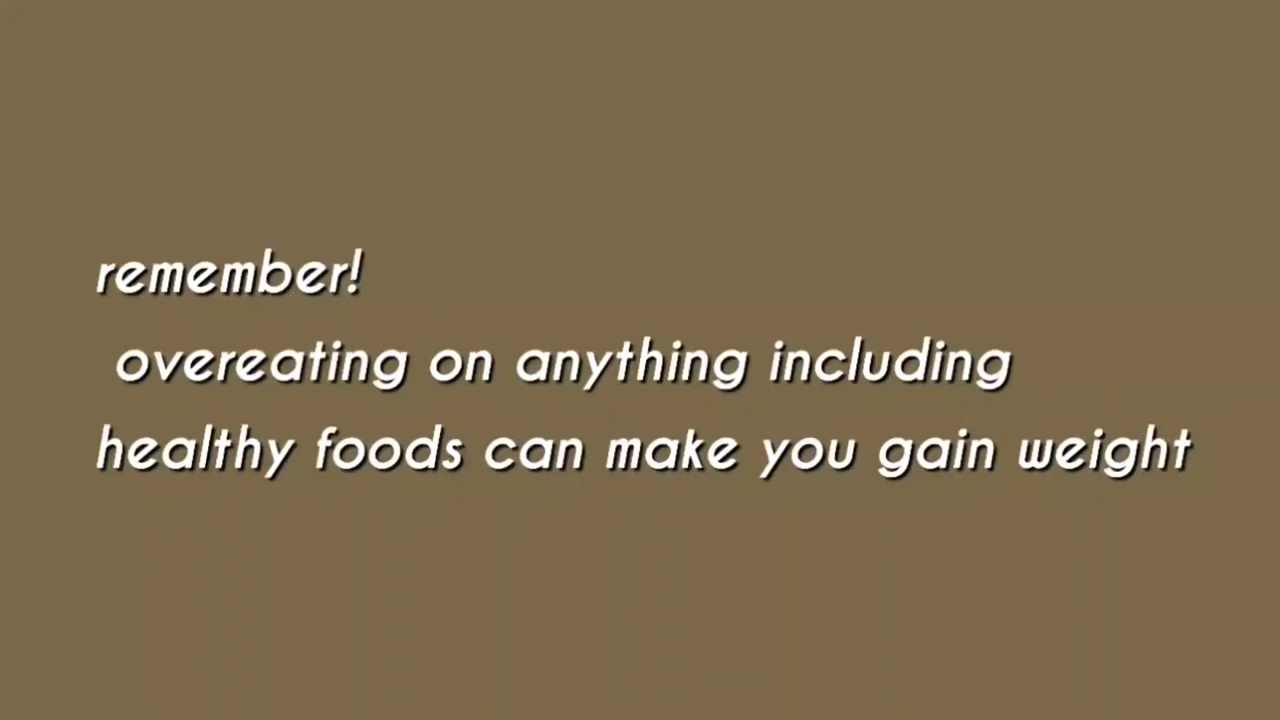 remember!
overeating on anything including
healthy foods can make you gain weight